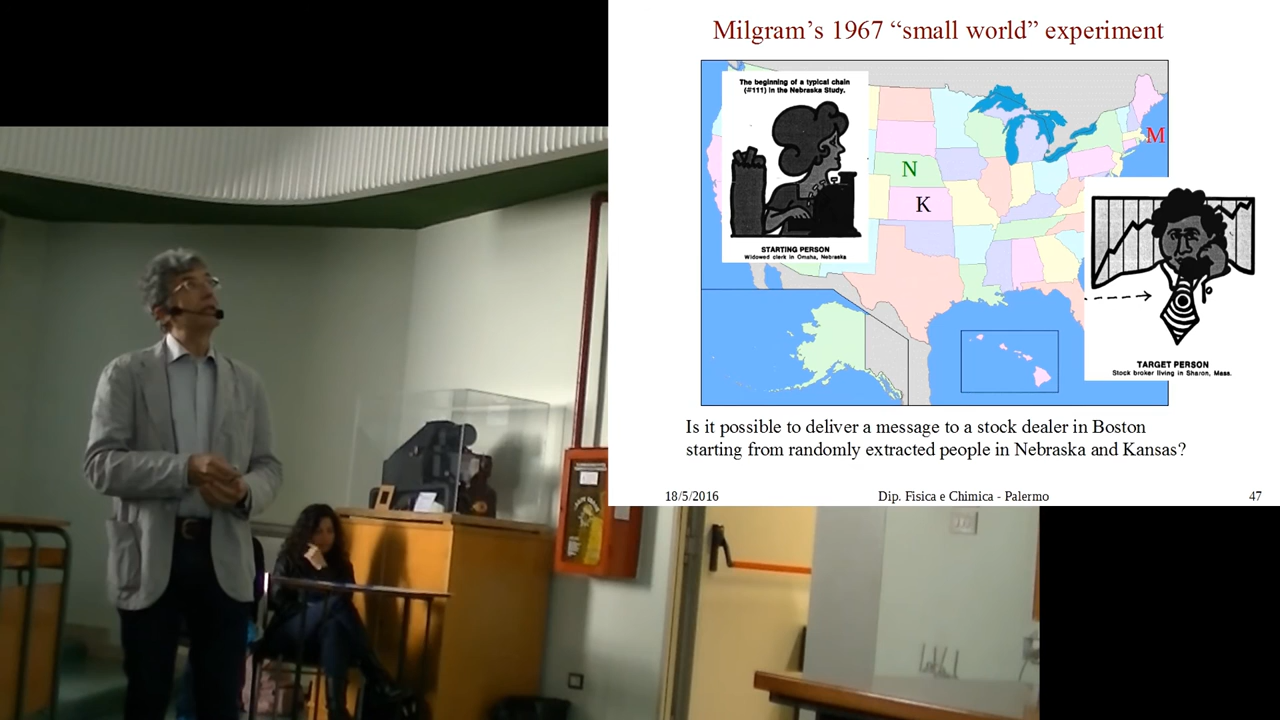 Milgram’s 1967 “small world” experiment
The beginning of a typical chain
(#111) in the Nebraska Study.
M
N
K
STARTING PERSON
Widowed clerk in Omaha, Nebraska
TARGET PERSON
Stock broker living in Sharon, Mass.
Is it possible to deliver a message to a stock dealer in Boston
starting from randomly extracted people in Nebraska and Kansas?
18/5/2016
Dip. Fisica e Chimica - Palermo
47